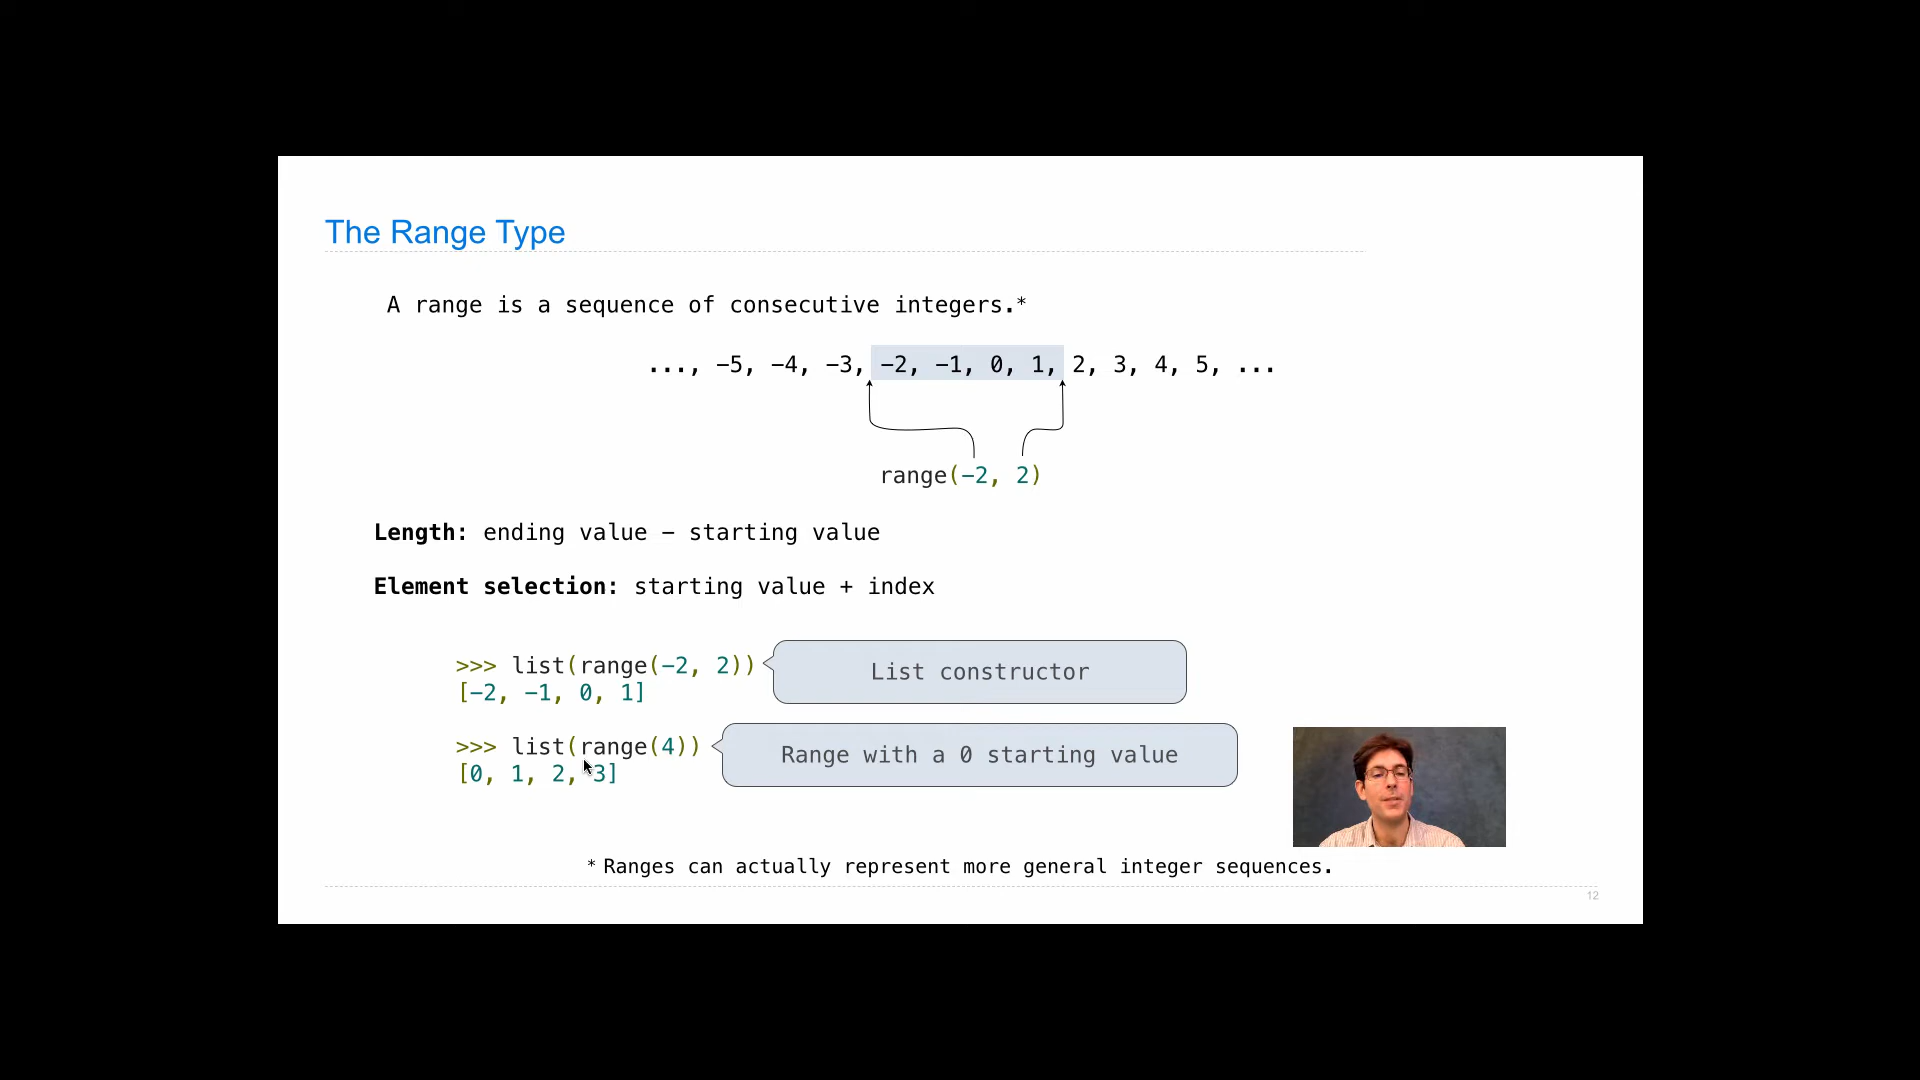 The Range Type
A range is a sequence of consecutive integers.*
..., -5, -4, -3, -2, -1, 0, 1, 2, 3, 4, 5, ...
range(-2, 2)
Length: ending value - starting value
Element selection: starting value + index
>>> list(range(-2, 2))
List constructor
[-2, -1, 0, 1]
>>> list(range(4))
Range with a 0 starting value
[0, 1, 2, 3]
* Ranges can actually represent more general integer sequences.
12